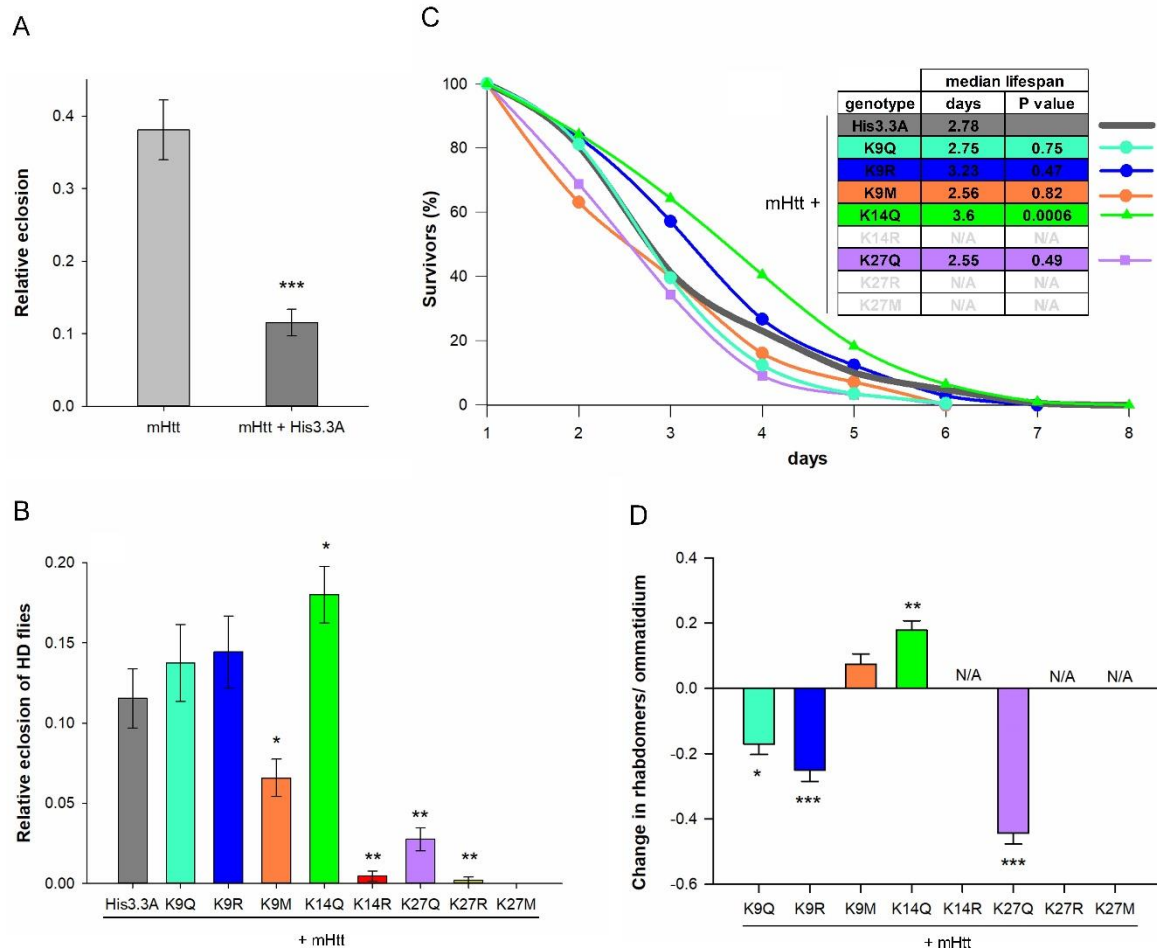 A
Relative eclosion
0.4
0.3
0.2
0.1
0.0
***
mHtt
mHtt + His3.3A
C
Survivors (%)
100
80
60
40
20
0
1 2 3 4 5 6 7 8
days
mHtt +
median lifespan
genotype days P value
His3.3A 2.78
K9Q 2.75 0.75
K9R 3.23 0.47
K9M 2.56 0.82
K14Q 3.6 0.0006
K14R N/A N/A
K27Q 2.55 0.49
K27R N/A N/A
K27M N/A N/A
B
Relative eclosion of HD flies
0.20
0.15
0.10
0.05
0.00
* * ** ** **
His3.3A K9Q K9R K9M K14Q K14R K27Q K27R K27M
+ mHtt
D
Change in rhabdomers/ ommatidium
0.4
0.2
0.0
-0.2
-0.4
-0.6
**
N/A N/A N/A
*
***
***
K9Q K9R K9M K14Q K14R K27Q K27R K27M
+ mHtt